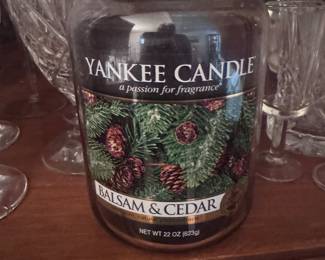 YANKEE CANDLE®
a passion for fragrance®
BALSAM & CEDAR
NET WT 22 OZ (623g)